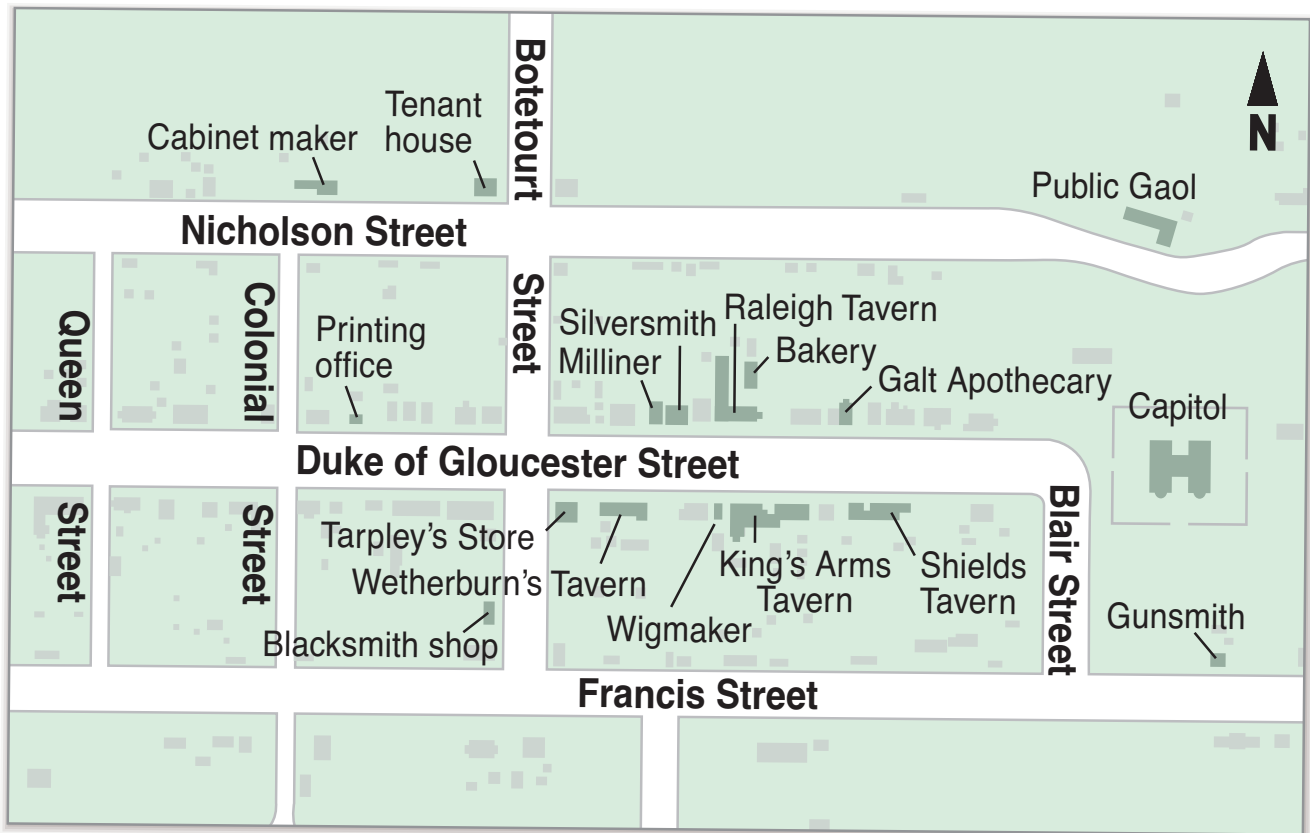 Botetourt
Street
N
Cabinet maker
Tenant
house
Public Gaol
Nicholson Street
Queen
Street
Colonial
Street
Printing
office
Silversmith
Milliner
Raleigh Tavern
Bakery
Galt Apothecary
Capitol
Duke of Gloucester Street
Tarpley's Store
Wetherburn's Tavern
Blacksmith shop
Wigmaker
King's Arms
Tavern
Shields
Tavern
Blair Street
Gunsmith
Francis Street